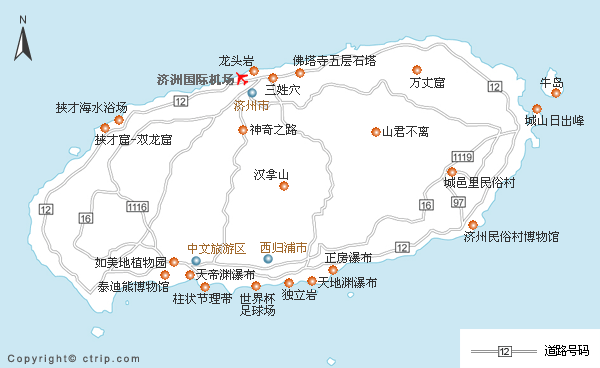 N
龙头岩
佛塔寺五层石塔
济洲国际机场
三姓穴
万丈窟
牛岛
济州市
12
挟才海水浴场
城山日出峰
挟才窟-双龙窟
神奇之路
山君不离
1119
汉拿山
城邑里民俗村
97
12
16
1116
16
济州民俗村博物馆
中文旅游区
西归浦市
12
如美地植物园
正房瀑布
泰迪能博物馆
天帝渊瀑布
天地渊瀑布
柱状节理带
世界杯
足球场
独立岩
12
道路号码
Copyright© ctrip.com